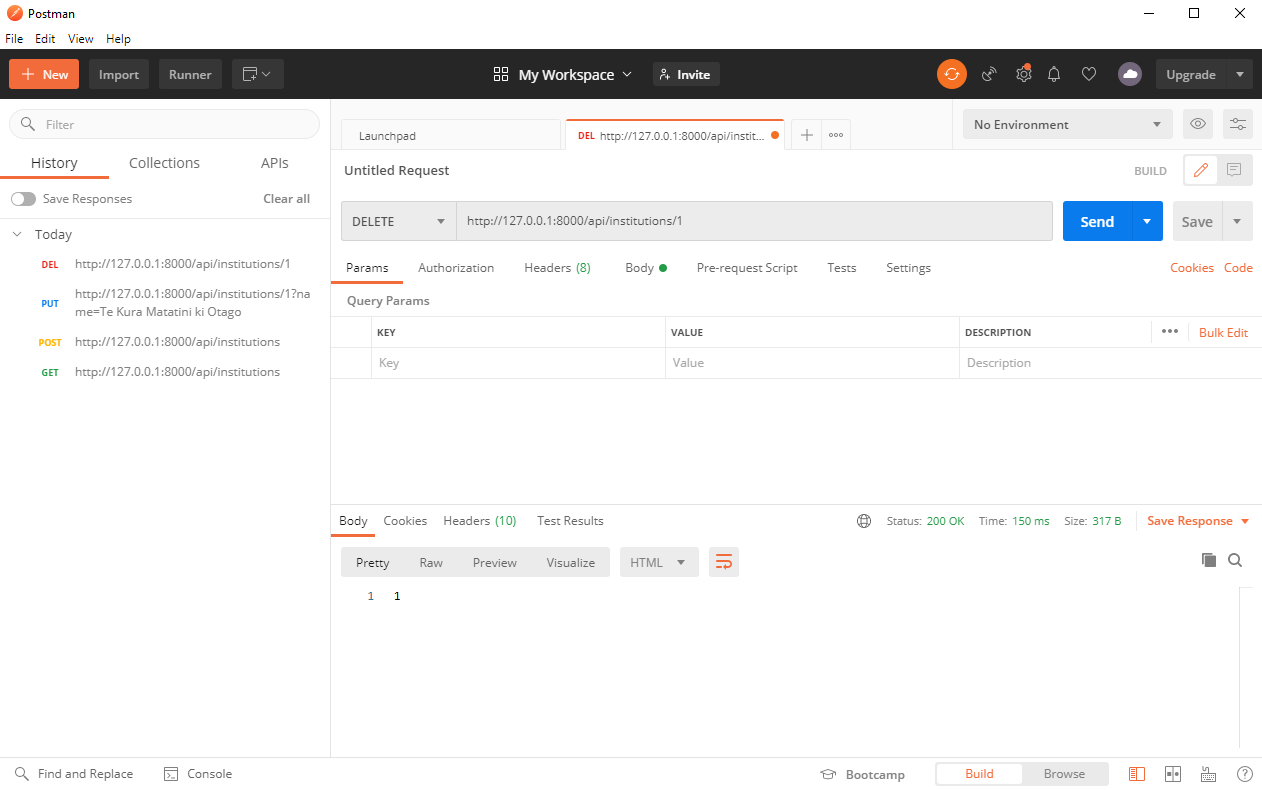 Postman
File Edit View Help
New Import Runner My Workspace Invite Upgrade
Filter
History Collections APIs
Save Responses Clear all
Today
DEL http://127.0.0.1:8000/api/institutions/1
PUT http://127.0.0.1:8000/api/institutions/1?na
me=Te Kura Matatini ki Otago
POST http://127.0.0.1:8000/api/institutions
GET http://127.0.0.1:8000/api/institutions
Launchpad DEL http://127.0.0.1:8000/api/instit... No Environment
Untitled Request BUILD
DELETE http://127.0.0.1:8000/api/institutions/1 Send Save
Params Authorization Headers (8) Body Pre-request Script Tests Settings Cookies Code
Query Params
KEY VALUE DESCRIPTION Bulk Edit
Key Value Description
Body Cookies Headers (10) Test Results Status: 200 OK Time: 150 ms Size: 317 B Save Response
Pretty Raw Preview Visualize HTML
1 1
Find and Replace Console Bootcamp Build Browse